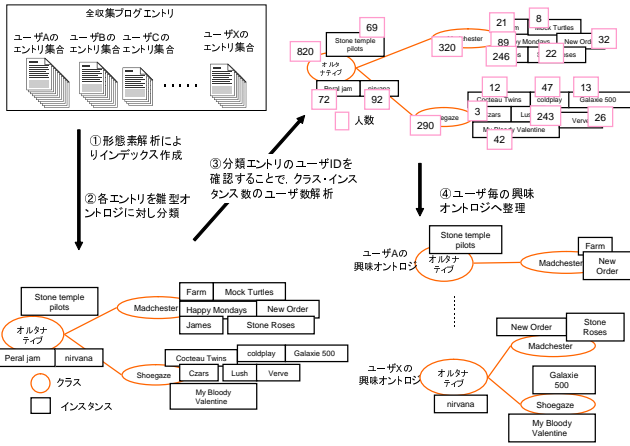 全収集ブログエントリ
ユーザAの
エントリ集合
ユーザBの
エントリ集合
ユーザCの
エントリ集合
ユーザXの
エントリ集合
・・・・・
①形態素解析によ
りインデックス作成
②各エントリを雛型
オントロジに対し分類
③分類エントリのユーザIDを
確認することで, クラス・インス
タンス数のユーザ数解析
820
69
Stone temple
pilots
オルタ
ナティブ
Peral jam
72
92
人数
320
21
8
Mock Turtles
89
New Order
32
246
22
290
12
47
13
Cocteau Twins
coldplay
Galaxie 500
3
Czars
243
Verve
26
My Bloody Valentine
42
④ユーザ毎の興味
オントロジへ整理
Stone temple
pilots
ユーザAの
興味オントロジ
オルタナ
ティブ
Madchester
Farm
New
Order
Stone temple
pilots
オルタナ
ティブ
Peral jam
nirvana
Madchester
Farm
Mock Turtles
Happy Mondays
New Order
James
Stone Roses
Shoegaze
Cocteau Twins
coldplay
Galaxie 500
Czars
Lush
Verve
My Bloody
Valentine
クラス
インスタンス
ユーザXの
興味オントロジ
オルタナ
ティブ
nirvana
New Order
Stone
Roses
Madchester
Galaxie
500
Shoegaze
My Bloody
Valentine